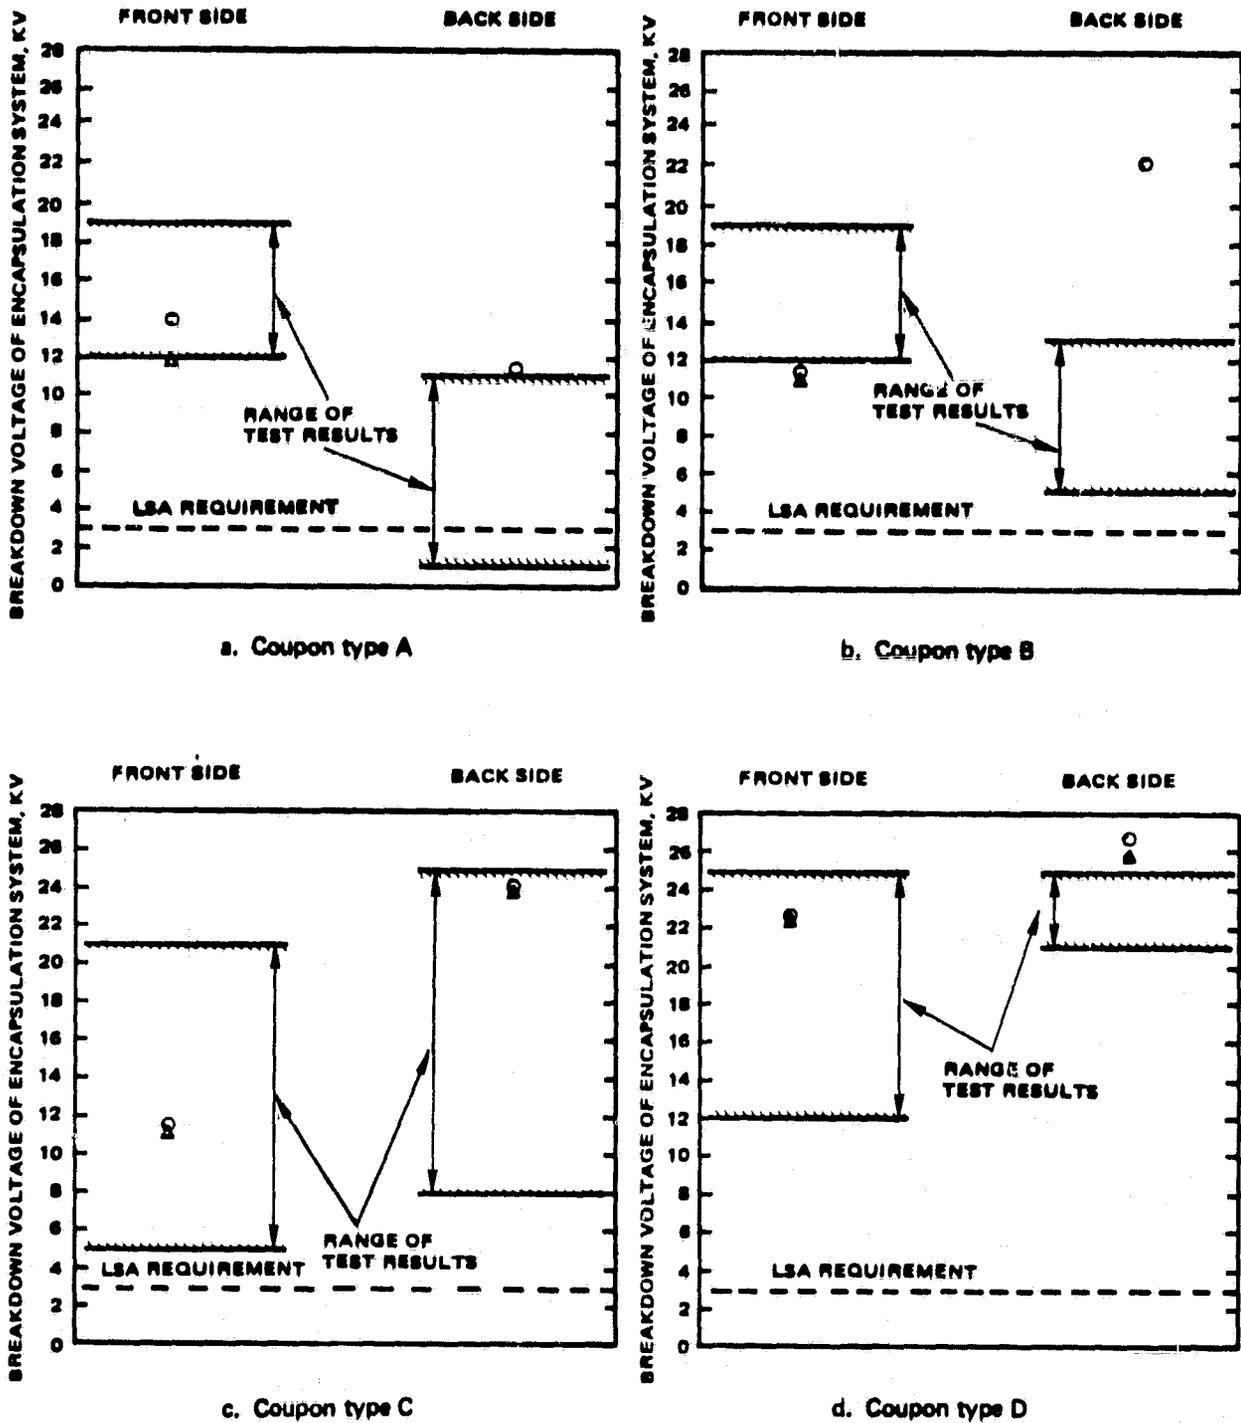 FRONT SIDE
BACK SIDE
BREAKDOWN VOLTAGE OF ENCAPSULATION SYSTEM, KV
28
26
24
22
20
18
16
14
12
10
8
6
4
2
0
RANGE OF
TEST RESULTS
LSA REQUIREMENT
a. Coupon type A
FRONT SIDE
BACK SIDE
BREAKDOWN VOLTAGE OF ENCAPSULATION SYSTEM, KV
28
26
24
22
20
18
16
14
12
10
8
6
4
2
0
RANGE OF
TEST RESULTS
LSA REQUIREMENT
b. Coupon type B
FRONT SIDE
BACK SIDE
BREAKDOWN VOLTAGE OF ENCAPSULATION SYSTEM, KV
28
26
24
22
20
18
16
14
12
10
8
6
4
2
0
RANGE OF
TEST RESULTS
LSA REQUIREMENT
c. Coupon type C
FRONT SIDE
BACK SIDE
BREAKDOWN VOLTAGE OF ENCAPSULATION SYSTEM, KV
28
26
24
22
20
18
16
14
12
10
8
6
4
2
0
RANGE OF
TEST RESULTS
LSA REQUIREMENT
d. Coupon type D